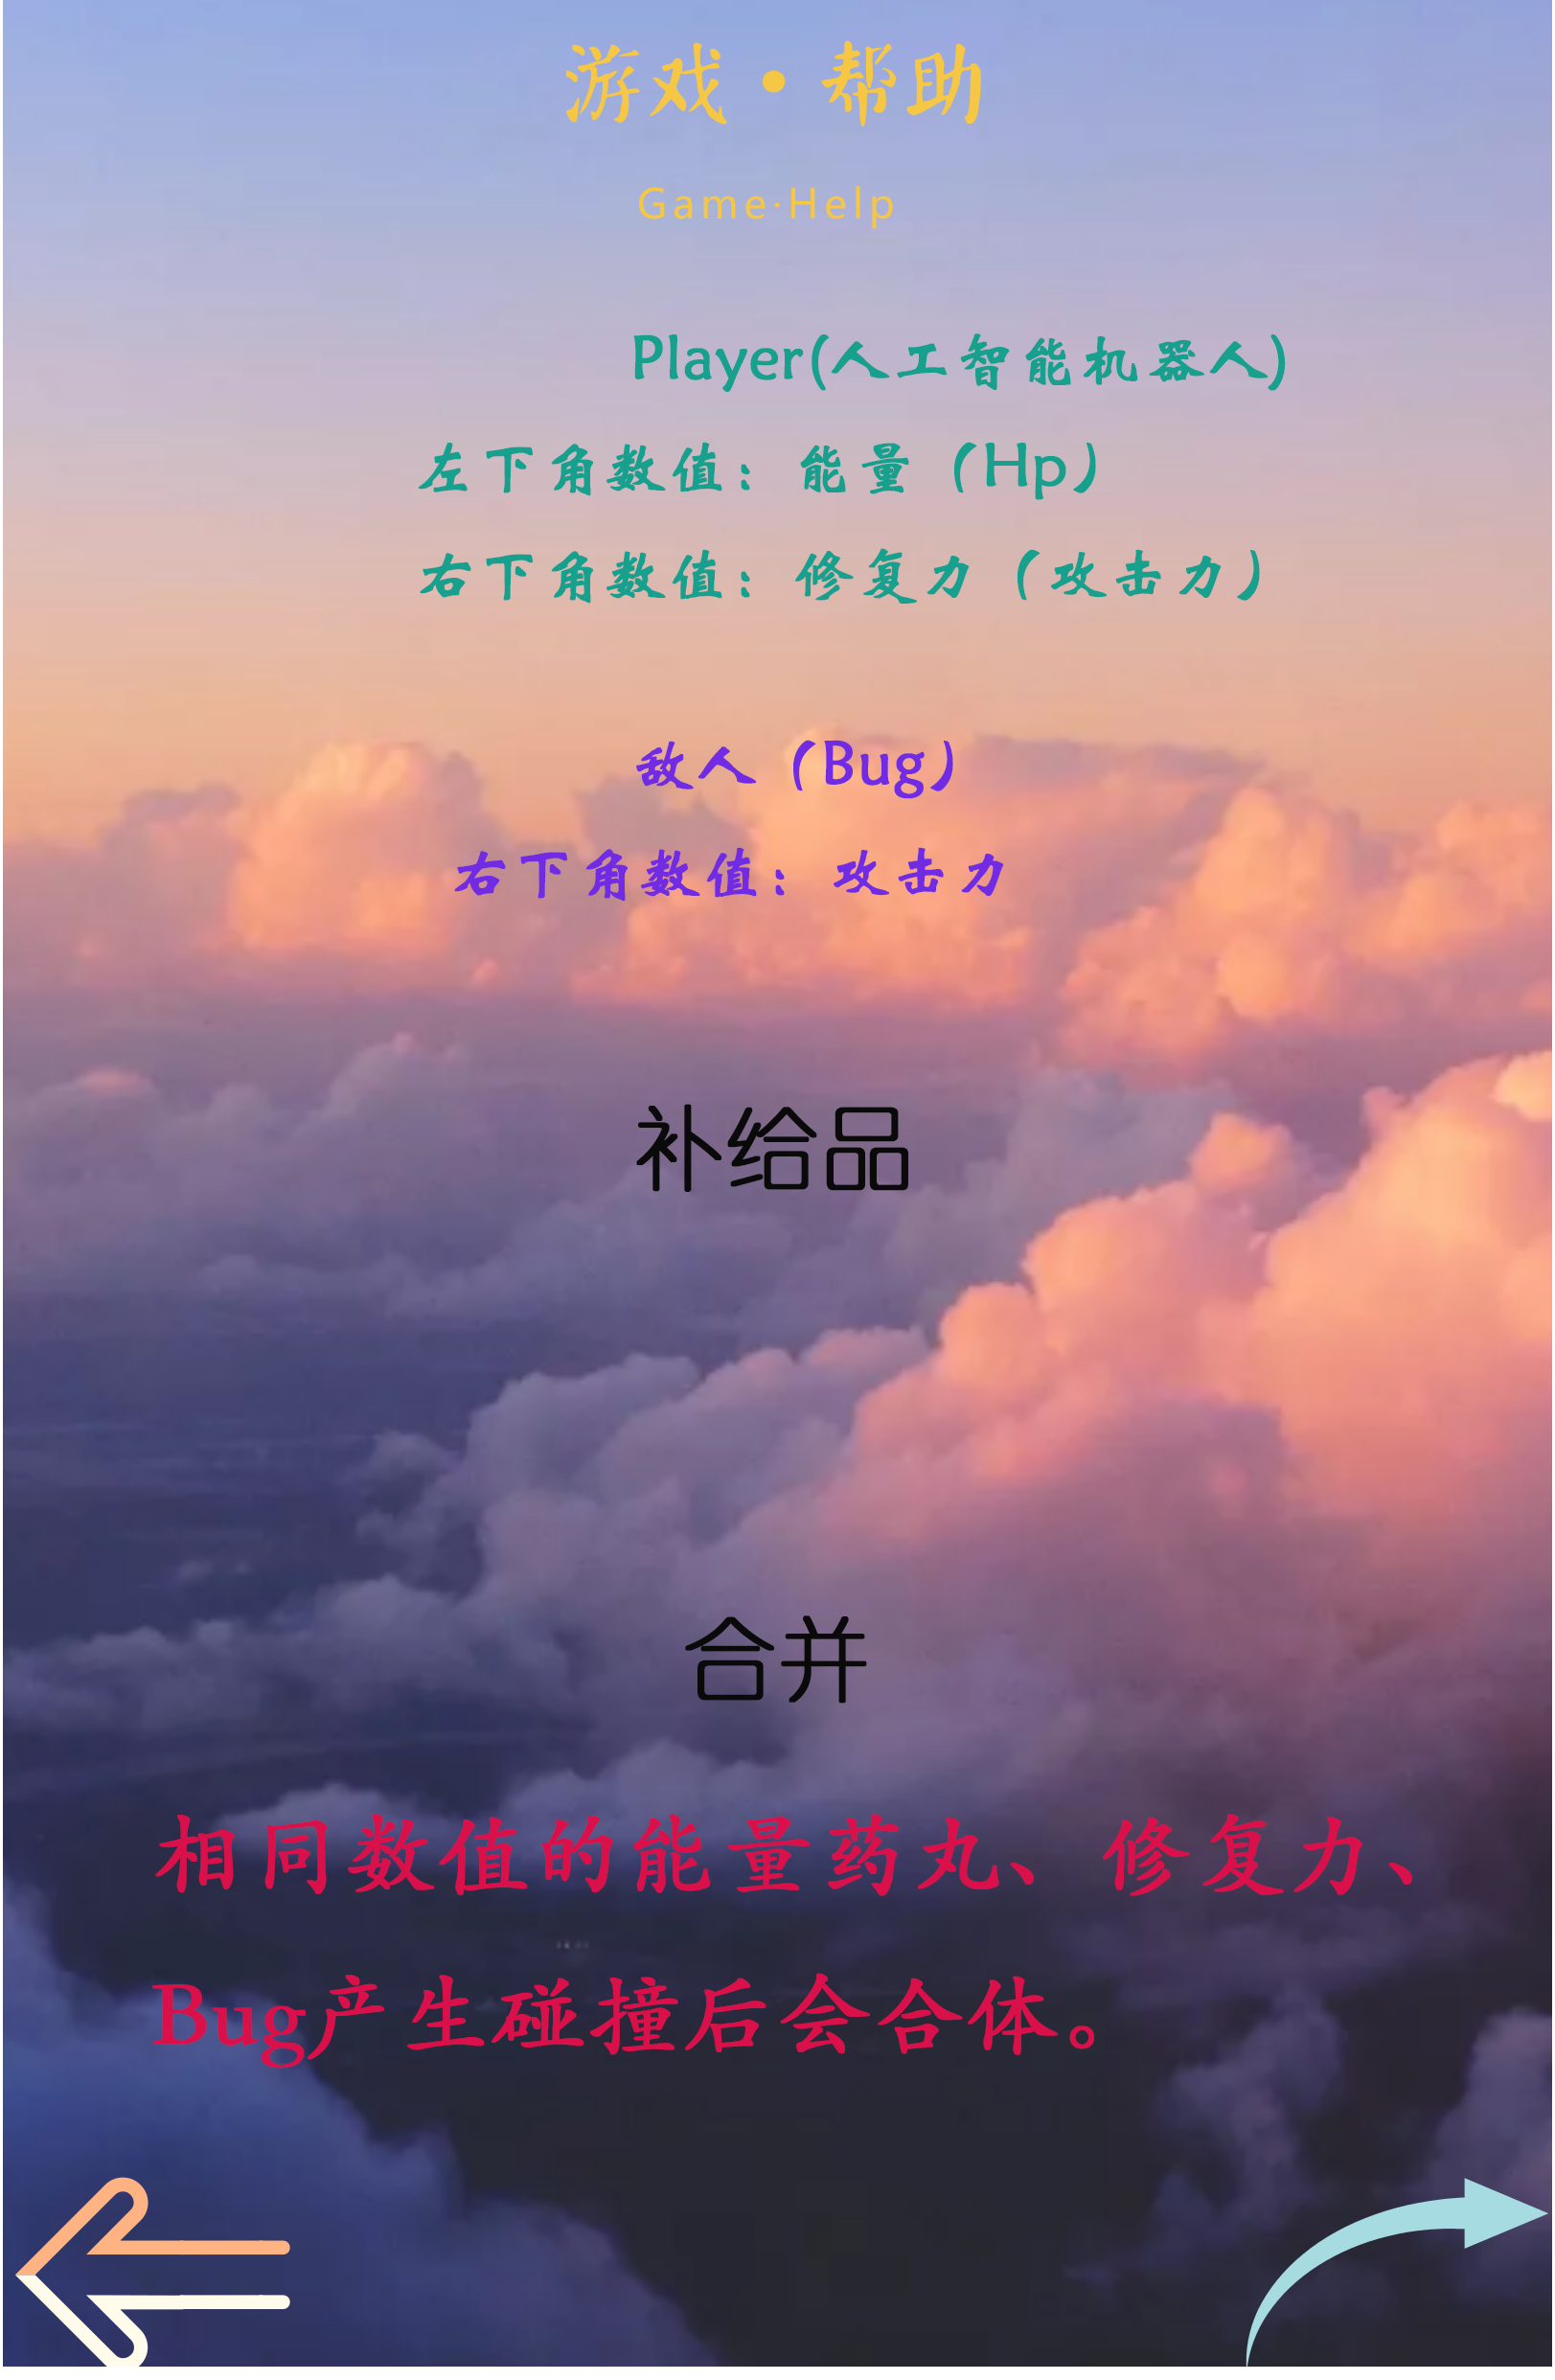 游戏·帮助
Game·Help
Player(人工智能机器人)
左下角数值：能量（Hp）
右下角数值：修复力（攻击力）
敌人（Bug）
右下角数值：攻击力
补给品
合并
相同数值的能量药丸、修复力、
Bug产生碰撞后会合体。